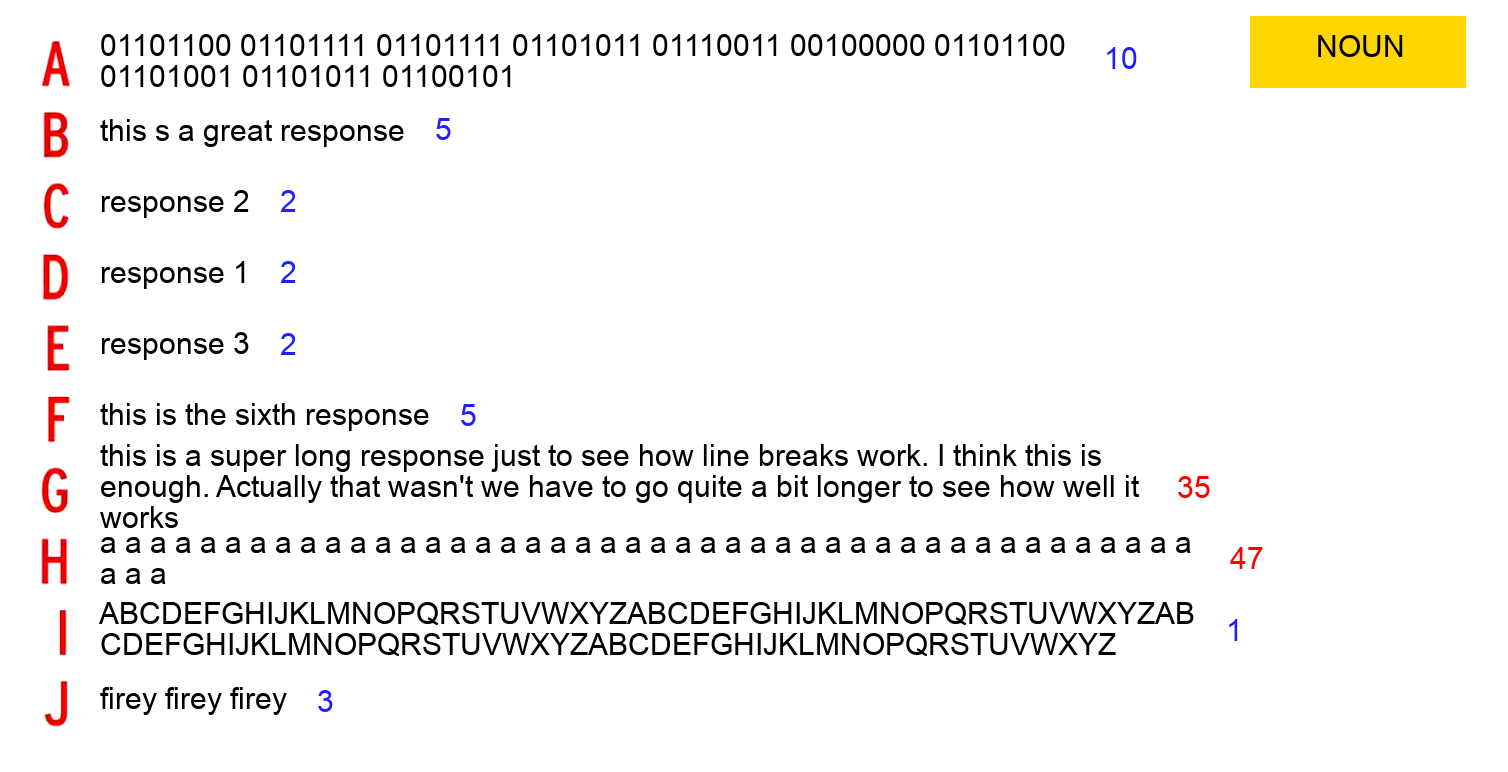 A 01101100 01101111 01101111 01101011 01110011 00100000 01101100
01101001 01101011 01100101 10
NOUN
B this s a great response 5
C response 2 2
D response 1 2
E response 3 2
F this is the sixth response 5
G this is a super long response just to see how line breaks work. I think this is
enough. Actually that wasn't we have to go quite a bit longer to see how well it
works 35
H a a a a a a a a a a a a a a a a a a a a a a a a a a a a a a a a a a a a a a a a a a a a
a a a 47
I ABCDEFGHIJKLMNOPQRSTUVWXYZABCDEFGHIJKLMNOPQRSTUVWXYZAB
CDEFGHIJKLMNOPQRSTUVWXYZABCDEFGHIJKLMNOPQRSTUVWXYZ 1
J firey firey firey 3